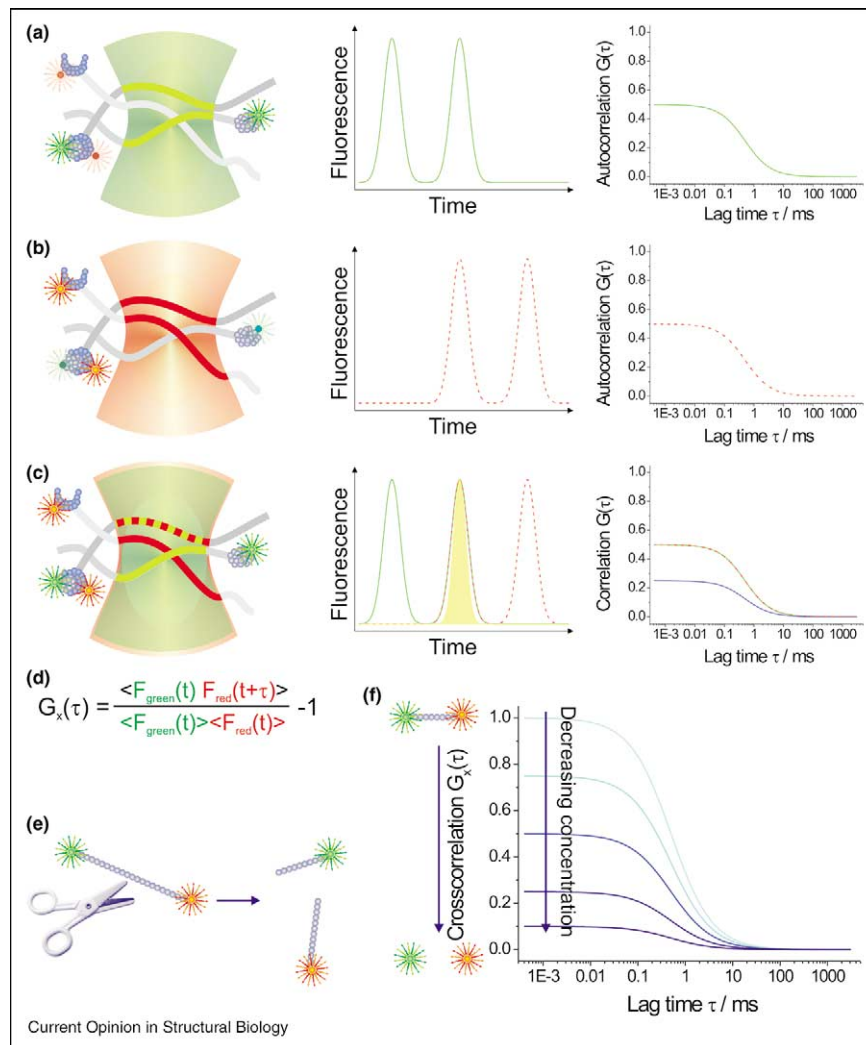 (a)
Fluorescence
Time
Autocorrelation G(τ)
1.0
0.8
0.6
0.4
0.2
0.0
1E-3 0.01 0.1 1 10 100 1000
Lag time τ / ms
(b)
Fluorescence
Time
Autocorrelation G(τ)
1.0
0.8
0.6
0.4
0.2
0.0
1E-3 0.01 0.1 1 10 100 1000
Lag time τ / ms
(c)
Fluorescence
Time
Correlation G(τ)
1.0
0.8
0.6
0.4
0.2
0.0
1E-3 0.01 0.1 1 10 100 1000
Lag time τ / ms
(d)
Gx(τ) = <Fgreen(t) Fred(t+τ)> / <Fgreen(t)><Fred(t)> -1
(e)
(f)
Crosscorrelation Gx(τ)
Decreasing concentration
1.0
0.8
0.6
0.4
0.2
0.0
1E-3 0.01 0.1 1 10 100 1000
Lag time τ / ms
Current Opinion in Structural Biology